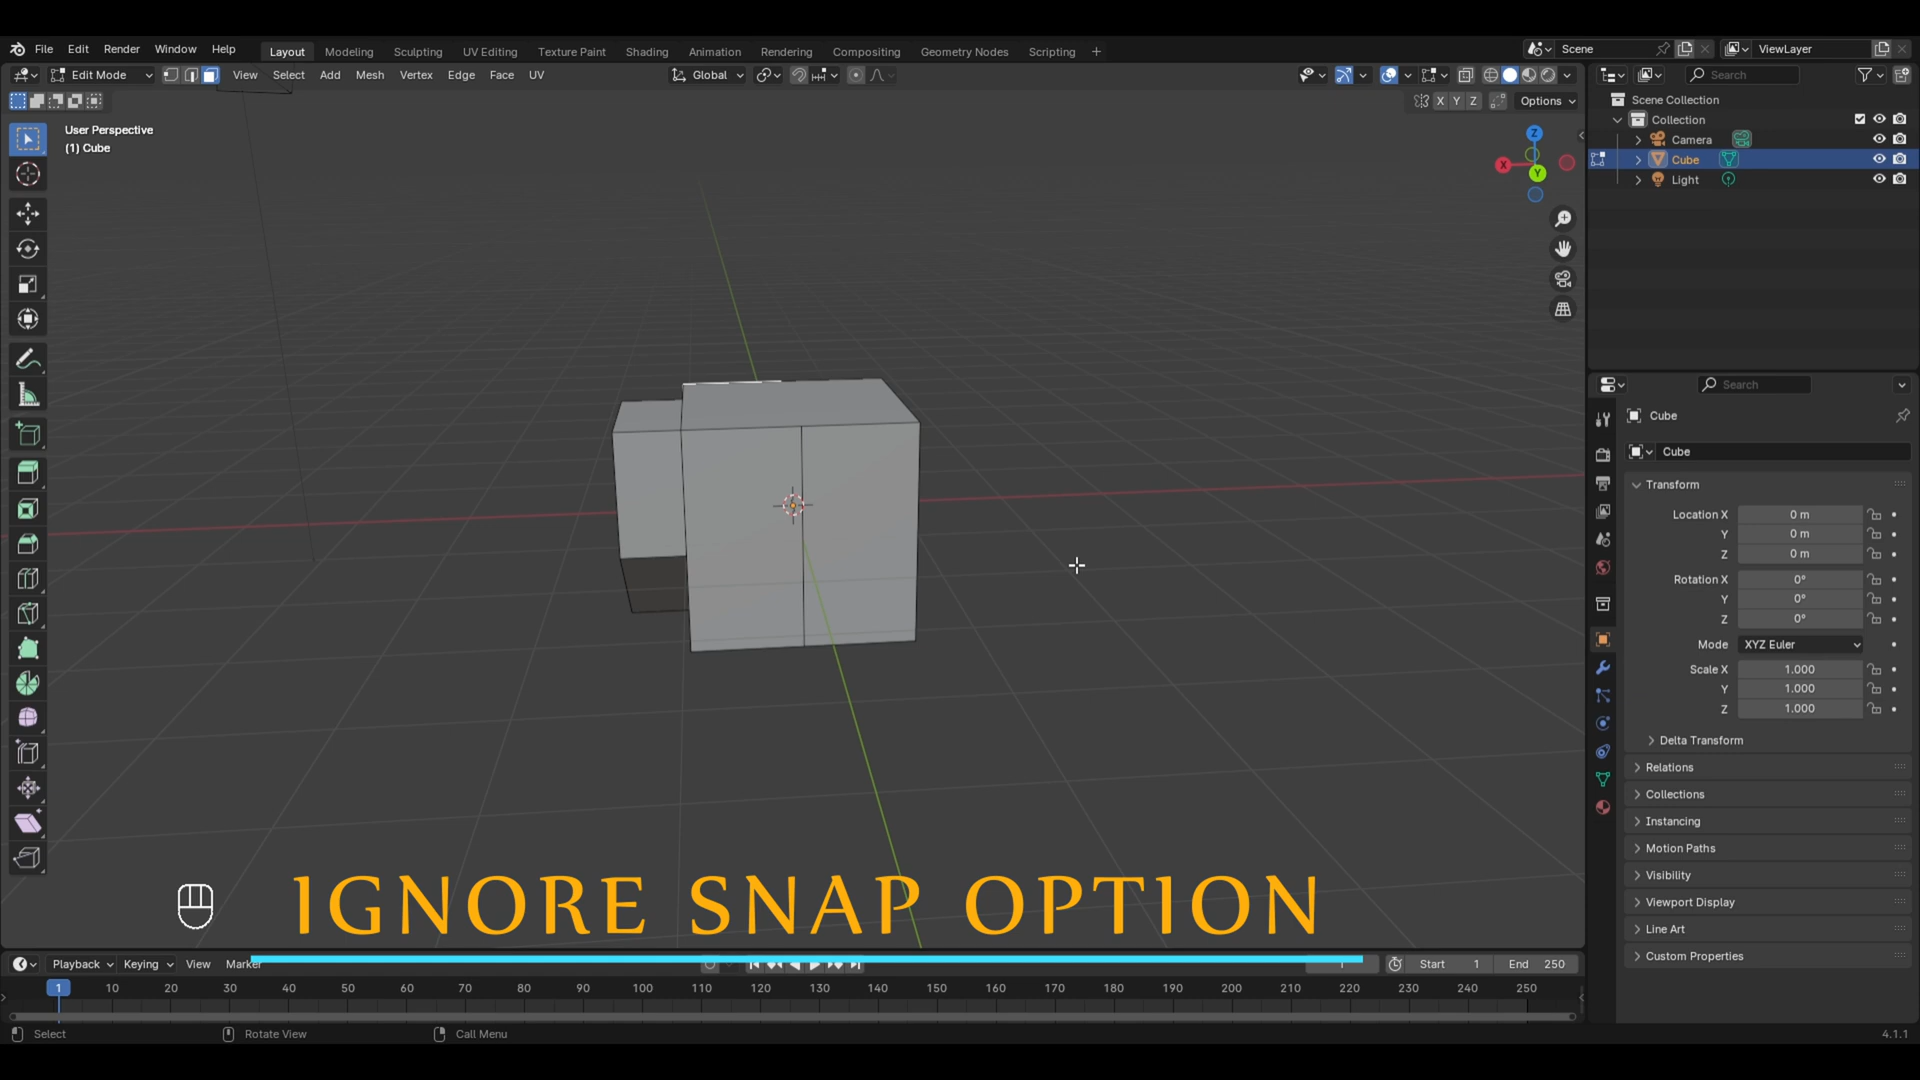 File Edit Render Window Help Layout Modeling Sculpting UV Editing Texture Paint Shading Animation Rendering Compositing Geometry Nodes Scripting + Scene ViewLayer
Edit Mode View Select Add Mesh Vertex Edge Face UV Global Search
X Y Z Options
Scene Collection
Collection
Camera
Cube
Light
User Perspective
(1) Cube
Z
X
Y
Search
Cube
Cube
Transform
Location X 0 m
Y 0 m
Z 0 m
Rotation X 0°
Y 0°
Z 0°
Mode XYZ Euler
Scale X 1.000
Y 1.000
Z 1.000
Delta Transform
Relations
Collections
Instancing
Motion Paths
Visibility
Viewport Display
Line Art
Custom Properties
IGNORE SNAP OPTION
Playback Keying View Marker 1 Start 1 End 250
1 10 20 30 40 50 60 70 80 90 100 110 120 130 140 150 160 170 180 190 200 210 220 230 240 250
Select Rotate View Call Menu 4.1.1